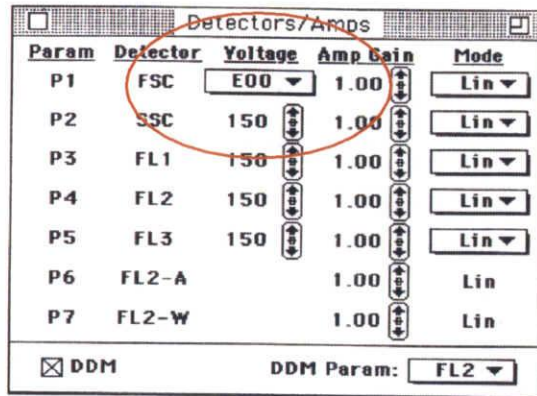 Detectors/Amps
Param Detector Voltage Amp Gain Mode
P1 FSC E00 1.00 Lin
P2 SSC 150 1.00 Lin
P3 FL1 150 1.00 Lin
P4 FL2 150 1.00 Lin
P5 FL3 150 1.00 Lin
P6 FL2-A 1.00 Lin
P7 FL2-W 1.00 Lin
DDM DDM Param: FL2